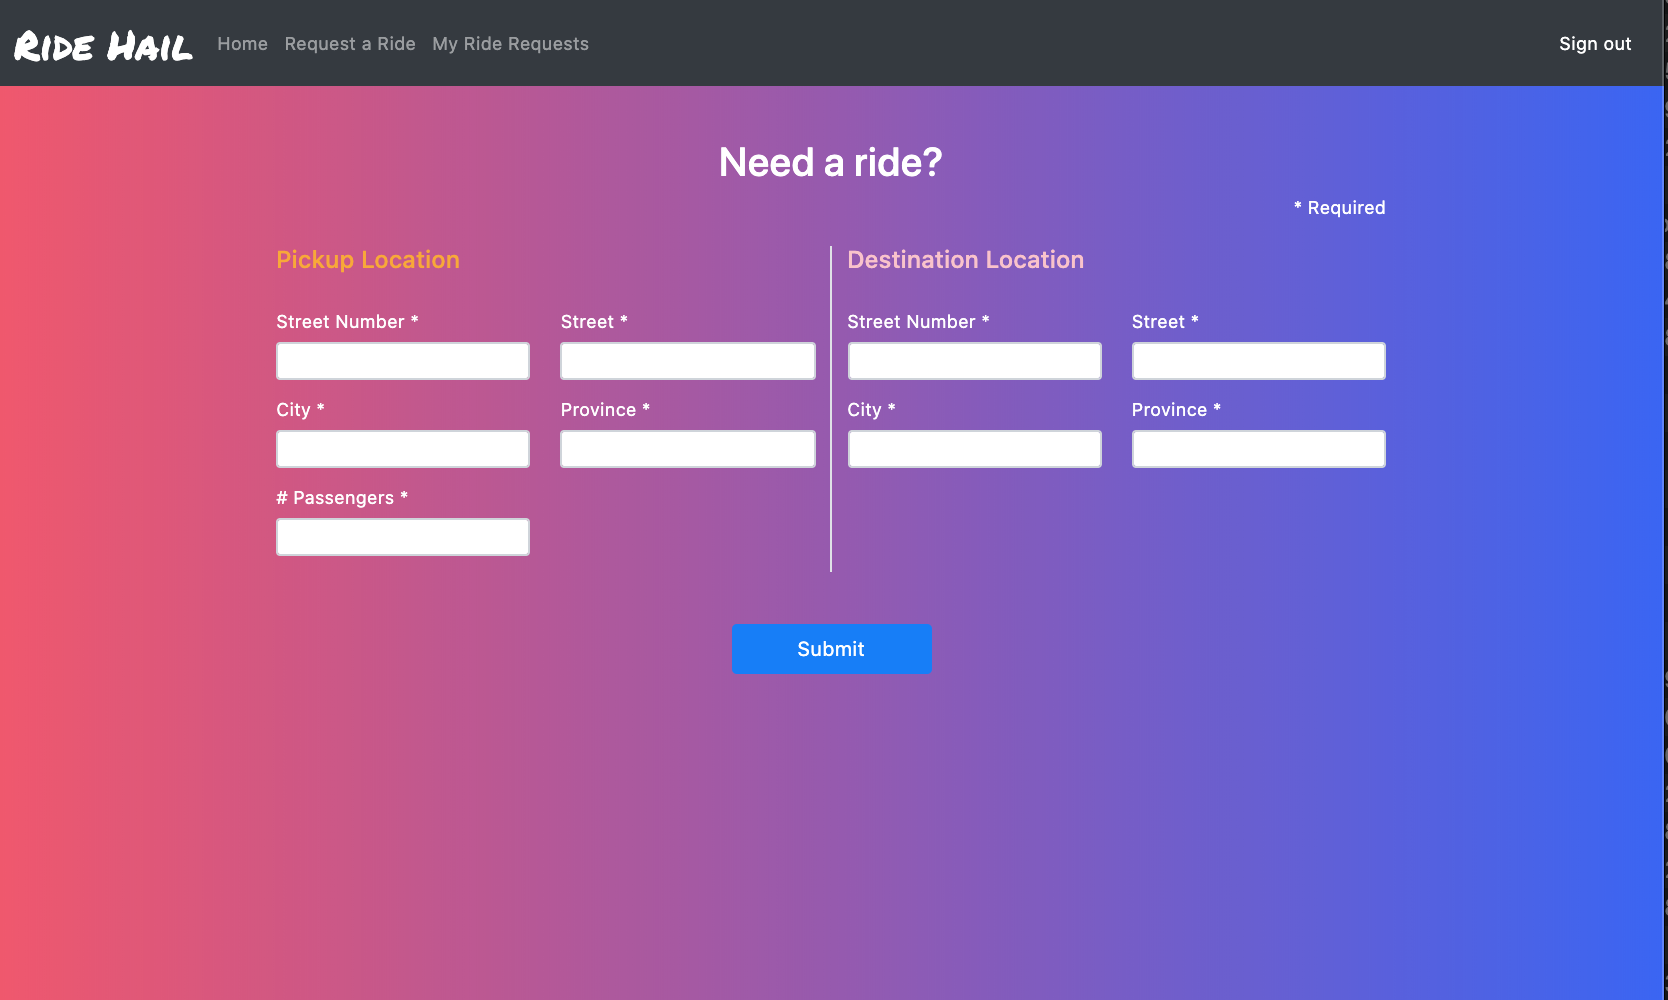 Ride Hail Home Request a Ride My Ride Requests Sign out
Need a ride?
* Required
Pickup Location
Street Number * Street *
City * Province *
# Passengers *
Destination Location
Street Number * Street *
City * Province *
Submit